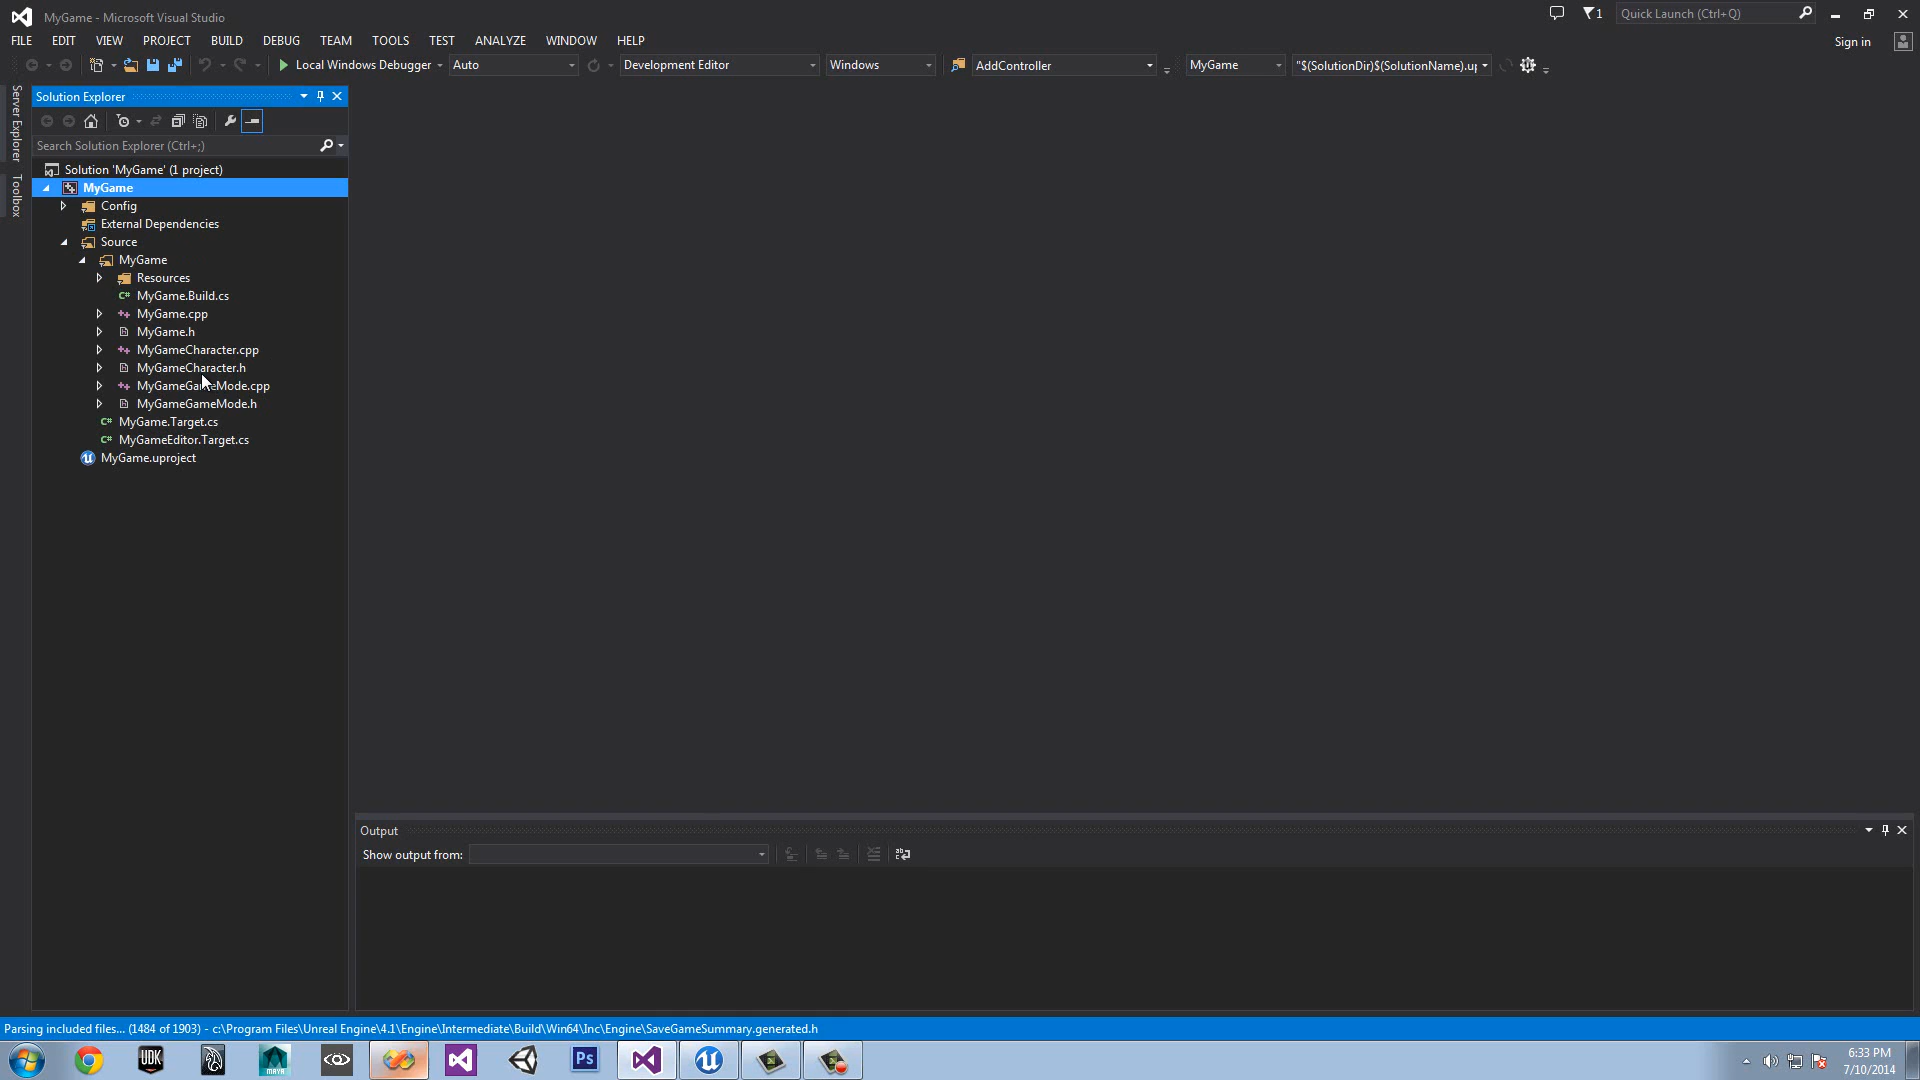 MyGame - Microsoft Visual Studio
1
Quick Launch (Ctrl+Q)
FILE EDIT VIEW PROJECT BUILD DEBUG TEAM TOOLS TEST ANALYZE WINDOW HELP
Sign in
Local Windows Debugger Auto Development Editor Windows AddController MyGame "$(SolutionDir)$(SolutionName).up
Server Explorer
Toolbox
Solution Explorer
Search Solution Explorer (Ctrl+;)
Solution 'MyGame' (1 project)
MyGame
Config
External Dependencies
Source
MyGame
Resources
MyGame.Build.cs
MyGame.cpp
MyGame.h
MyGameCharacter.cpp
MyGameCharacter.h
MyGameGameMode.cpp
MyGameGameMode.h
MyGame.Target.cs
MyGameEditor.Target.cs
MyGame.uproject
Output
Show output from:
Parsing included files... (1484 of 1903) - c:\Program Files\Unreal Engine\4.1\Engine\Intermediate\Build\Win64\Inc\Engine\SaveGameSummary.generated.h
UDK
MAYA
Ps
6:33 PM
7/10/2014